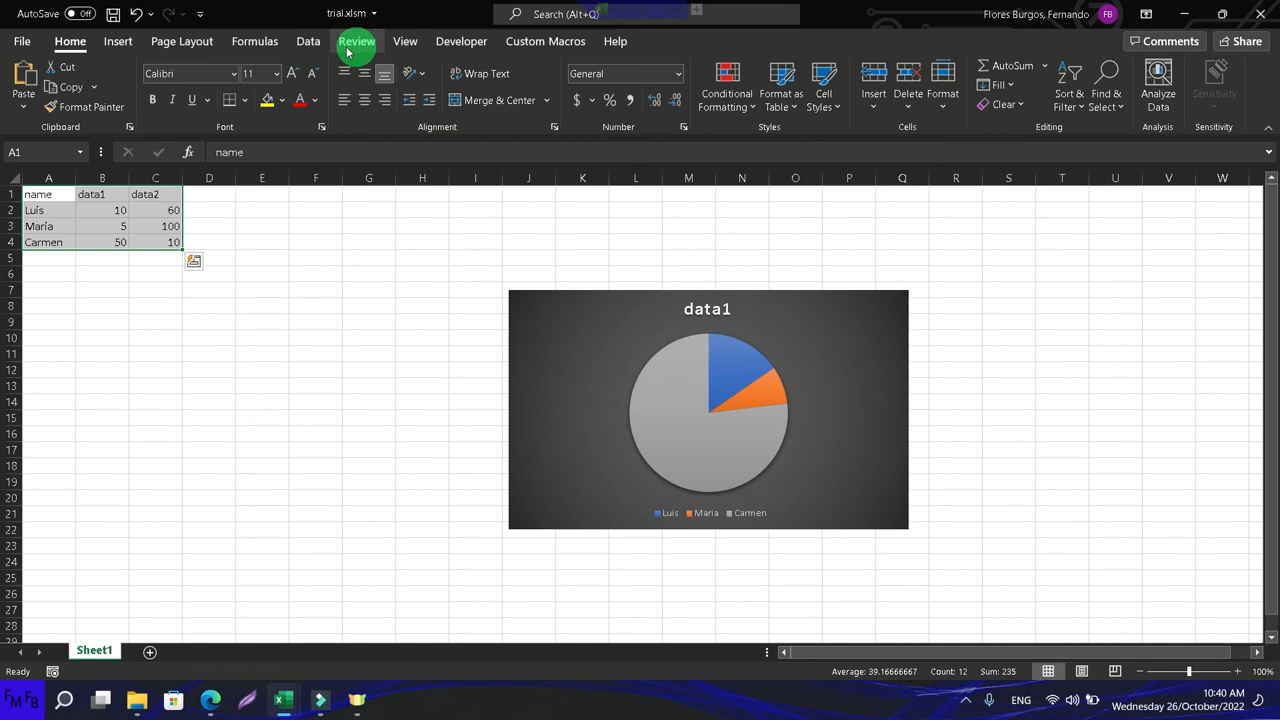 AutoSave Off trial.xlsm Search (Alt+Q) Flores Burgos, Fernando FB
File Home Insert Page Layout Formulas Data Review View Developer Custom Macros Help Comments Share
Paste Cut Copy Format Painter Clipboard
Calibri 11 B I U A Font
Wrap Text Merge & Center Alignment
General $ % Number
Conditional Formatting Format as Table Cell Styles Styles
Insert Delete Format Cells
AutoSum Fill Clear Sort & Filter Find & Select Editing
Analyze Data Analysis
Sensitivity Sensitivity
A1 fx name
A B C D E F G H I J K L M N O P Q R S T U V W
1 name data1 data2
2 Luis 10 60
3 Maria 5 100
4 Carmen 50 10
5
6
7
8
9
10
11
12
13
14
15
16
17
18
19
20
21
22
23
24
25
26
27
28
29
data1
Luis Maria Carmen
Sheet1
Ready Average: 39.16666667 Count: 12 Sum: 235 100%
FMFB ENG 10:40 AM
Wednesday 26/October/2022